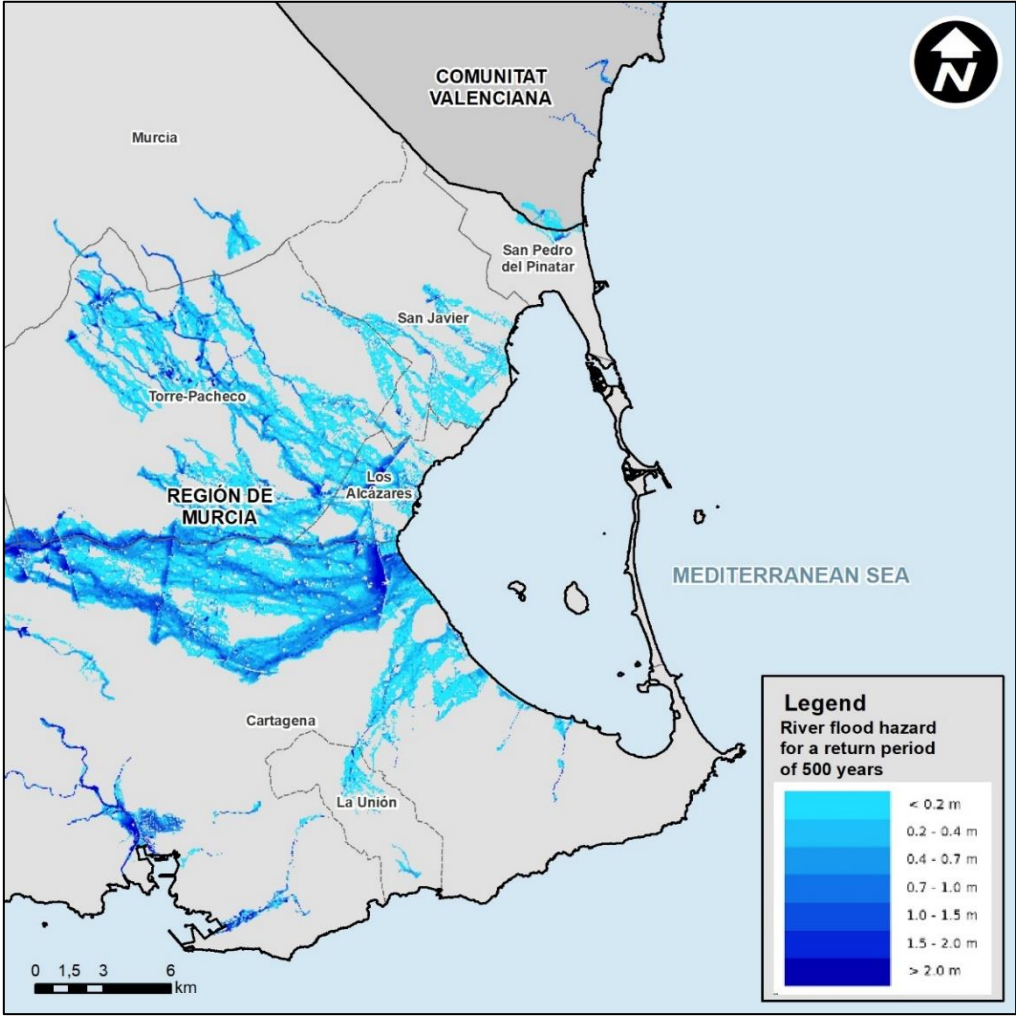 COMUNITAT
VALENCIANA
N
Murcia
San Pedro
del Pinatar
San Javier
Torre-Pacheco
Los
Alcázares
REGIÓN DE
MURCIA
MEDITERRANEAN SEA
Cartagena
La Unión
Legend
River flood hazard
for a return period
of 500 years
< 0.2 m
0.2 - 0.4 m
0.4 - 0.7 m
0.7 - 1.0 m
1.0 - 1.5 m
1.5 - 2.0 m
> 2.0 m
0 1,5 3 6
km